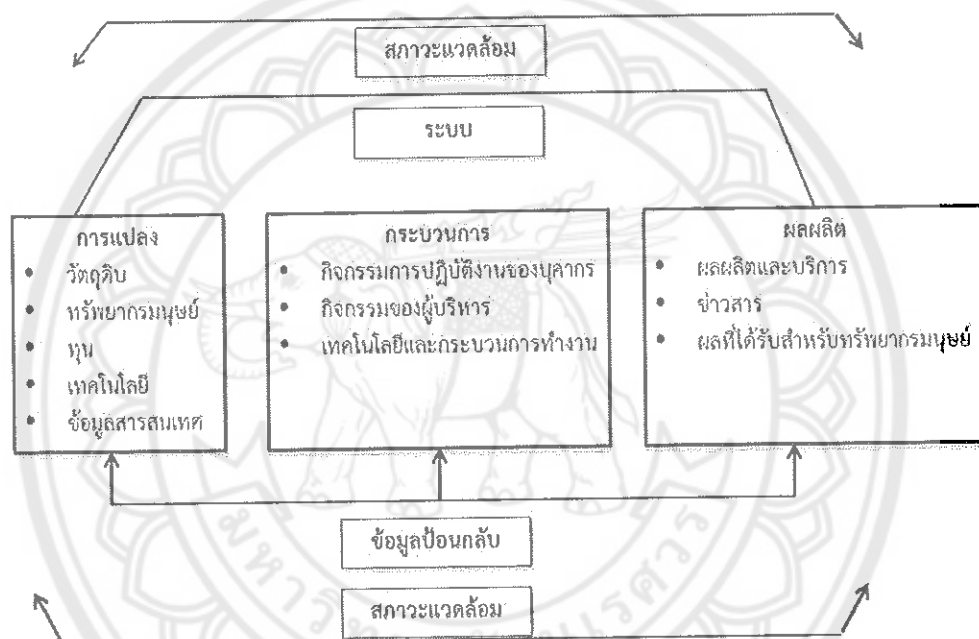 สภาวะแวดล้อม
ระบบ
การแปลง
• วัตถุดิบ
• ทรัพยากรมนุษย์
• ทุน
• เทคโนโลยี
• ข้อมูลสารสนเทศ
กระบวนการ
• กิจกรรมการปฏิบัติงานของบุคากร
• กิจกรรมของผู้บริหาร
• เทคโนโลยีและกระบวนการทำงาน
ผลผลิต
• ผลผลิตและบริการ
• ข่าวสาร
• ผลที่ได้รับสำหรับทรัพยากรมนุษย์
ข้อมูลป้อนกลับ
สภาวะแวดล้อม